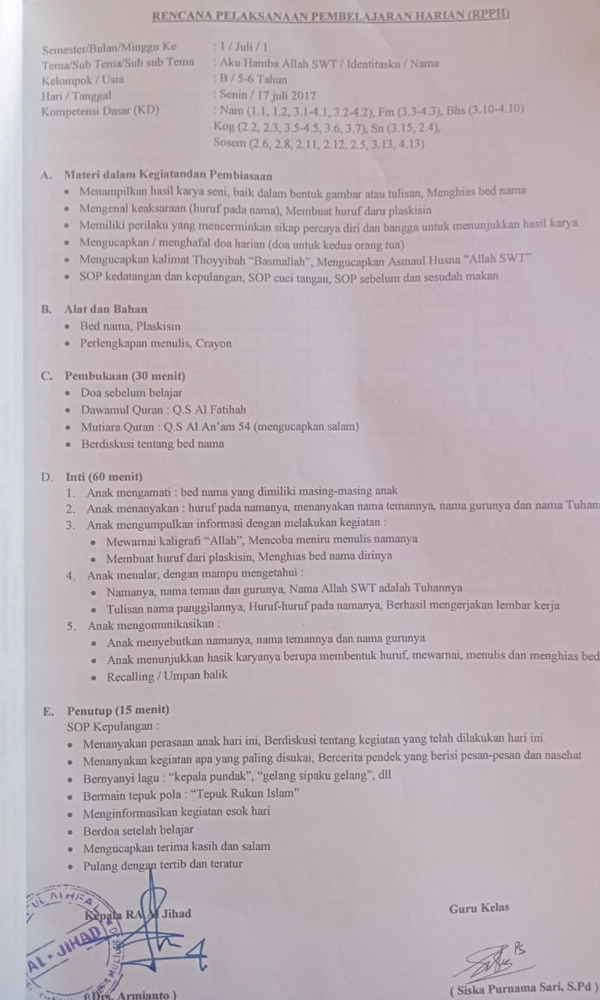 RENCANA PELAKSANAAN PEMBELAJARAN HARIAN (RPPH)
Semester/Bulan/Minggu Ke : 1 / Juli / 1
Tema/Sub Tema/Sub sub Tema : Aku Hamba Allah SWT / Identitasku / Nama
Kelompok / Usia : B / 5-6 Tahun
Hari / Tanggal : Senin / 17 juli 2017
Kompetensi Dasar (KD) : Nam (1.1, 1.2, 3.1-4.1, 3.2-4.2), Fm (3.3-4.3), Bhs (3.10-4.10)
Kog (2.2, 2.3, 3.5-4.5, 3.6, 3.7), Sn (3.15, 2.4),
Sosem (2.6, 2.8, 2.11, 2.12, 2.5, 3.13, 4.13)
A. Materi dalam Kegiatandan Pembiasaan
• Menampilkan hasil karya seni, baik dalam bentuk gambar atau tulisan, Menghias bed nama
• Mengenal keaksaraan (huruf pada nama), Membuat huruf daru plaskisin
• Memiliki perilaku yang mencerminkan sikap percaya diri dan bangga untuk menunjukkan hasil karya.
• Mengucapkan / menghafal doa harian (doa untuk kedua orang tua)
• Mengucapkan kalimat Thoyyibah “Basmallah”, Mengucapkan Asmaul Husna “Allah SWT”
• SOP kedatangan dan kepulangan, SOP cuci tangan, SOP sebelum dan sesudah makan
B. Alat dan Bahan
• Bed nama, Plaskisin
• Perlengkapan menulis, Crayon
C. Pembukaan (30 menit)
• Doa sebelum belajar
• Dawamul Quran : Q.S Al Fatihah
• Mutiara Quran : Q.S Al An’am 54 (mengucapkan salam)
• Berdiskusi tentang bed nama
D. Inti (60 menit)
1. Anak mengamati : bed nama yang dimiliki masing-masing anak
2. Anak menanyakan : huruf pada namanya, menanyakan nama temannya, nama gurunya dan nama Tuhan
3. Anak mengumpulkan informasi dengan melakukan kegiatan :
• Mewarnai kaligrafi “Allah”, Mencoba meniru menulis namanya
• Membuat huruf dari plaskisin, Menghias bed nama dirinya
4. Anak menalar, dengan mampu mengetahui :
• Namanya, nama teman dan gurunya, Nama Allah SWT adalah Tuhannya
• Tulisan nama panggilannya, Huruf-huruf pada namanya, Berhasil mengerjakan lembar kerja
5. Anak mengomunikasikan :
• Anak menyebutkan namanya, nama temannya dan nama gurunya
• Anak menunjukkan hasik karyanya berupa membentuk huruf, mewarnai, menulis dan menghias bed
• Recalling / Umpan balik
E. Penutup (15 menit)
SOP Kepulangan :
• Menanyakan perasaan anak hari ini, Berdiskusi tentang kegiatan yang telah dilakukan hari ini
• Menanyakan kegiatan apa yang paling disukai, Bercerita pendek yang berisi pesan-pesan dan nasehat
• Bernyanyi lagu : “kepala pundak”, “gelang sipaku gelang”, dll
• Bermain tepuk pola : “Tepuk Rukun Islam”
• Menginformasikan kegiatan esok hari
• Berdoa setelah belajar
• Mengucapkan terima kasih dan salam
• Pulang dengan tertib dan teratur
Kepala RA Al Jihad
Guru Kelas
AL-JIHAD
( Drs. Armianto )
( Siska Purnama Sari, S.Pd )